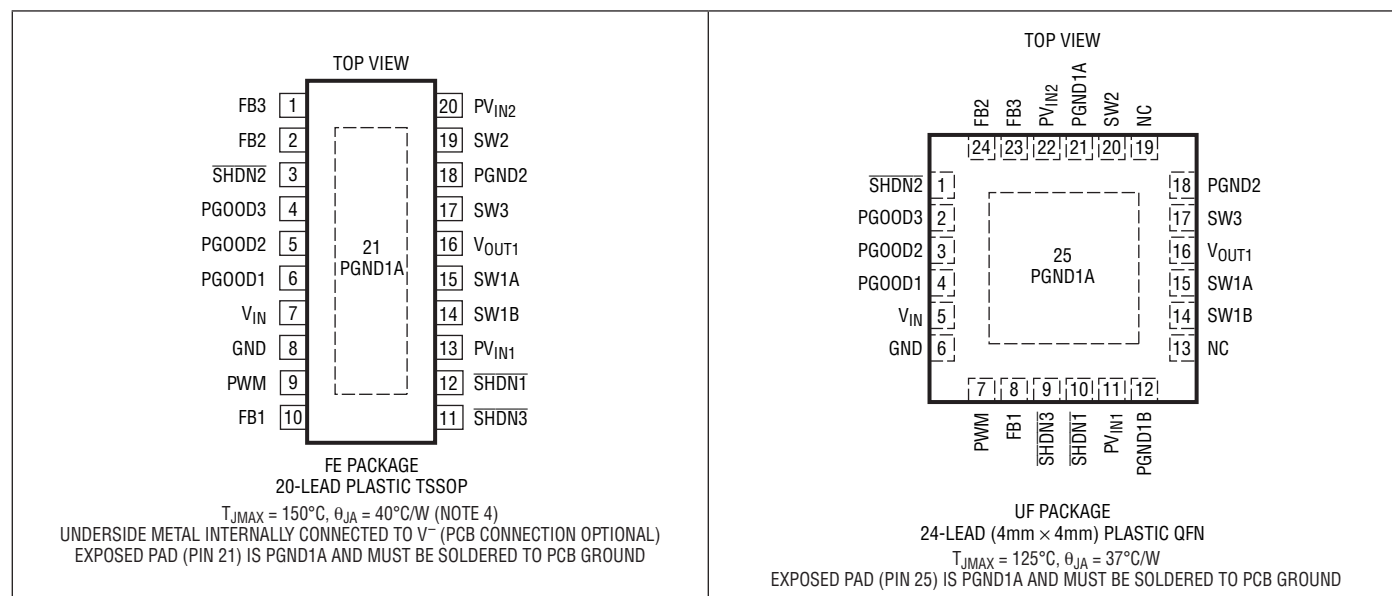 TOP VIEW
FB3 1
FB2 2
SHDN2 3
PGOOD3 4
PGOOD2 5
PGOOD1 6
VIN 7
GND 8
PWM 9
FB1 10
21
PGND1A
20 PVIN2
19 SW2
18 PGND2
17 SW3
16 VOUT1
15 SW1A
14 SW1B
13 PVIN1
12 SHDN1
11 SHDN3
FE PACKAGE
20-LEAD PLASTIC TSSOP
TJMAX = 150°C, θJA = 40°C/W (NOTE 4)
UNDERSIDE METAL INTERNALLY CONNECTED TO V– (PCB CONNECTION OPTIONAL)
EXPOSED PAD (PIN 21) IS PGND1A AND MUST BE SOLDERED TO PCB GROUND
TOP VIEW
FB2 24
FB3 23
PVIN2 22
PGND1A 21
SW2 20
NC 19
SHDN2 1
PGOOD3 2
PGOOD2 3
PGOOD1 4
VIN 5
GND 6
25
PGND1A
18 PGND2
17 SW3
16 VOUT1
15 SW1A
14 SW1B
13 NC
7 PWM
8 FB1
9 SHDN3
10 SHDN1
11 PVIN1
12 PGND1B
UF PACKAGE
24-LEAD (4mm × 4mm) PLASTIC QFN
TJMAX = 125°C, θJA = 37°C/W
EXPOSED PAD (PIN 25) IS PGND1A AND MUST BE SOLDERED TO PCB GROUND